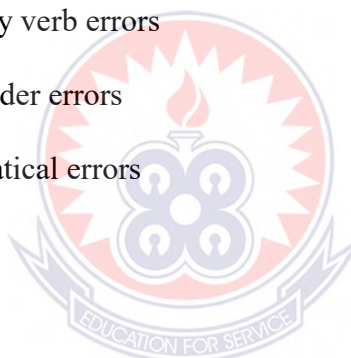 y verb errors
der errors
atical errors
EDUCATION FOR SERVICE